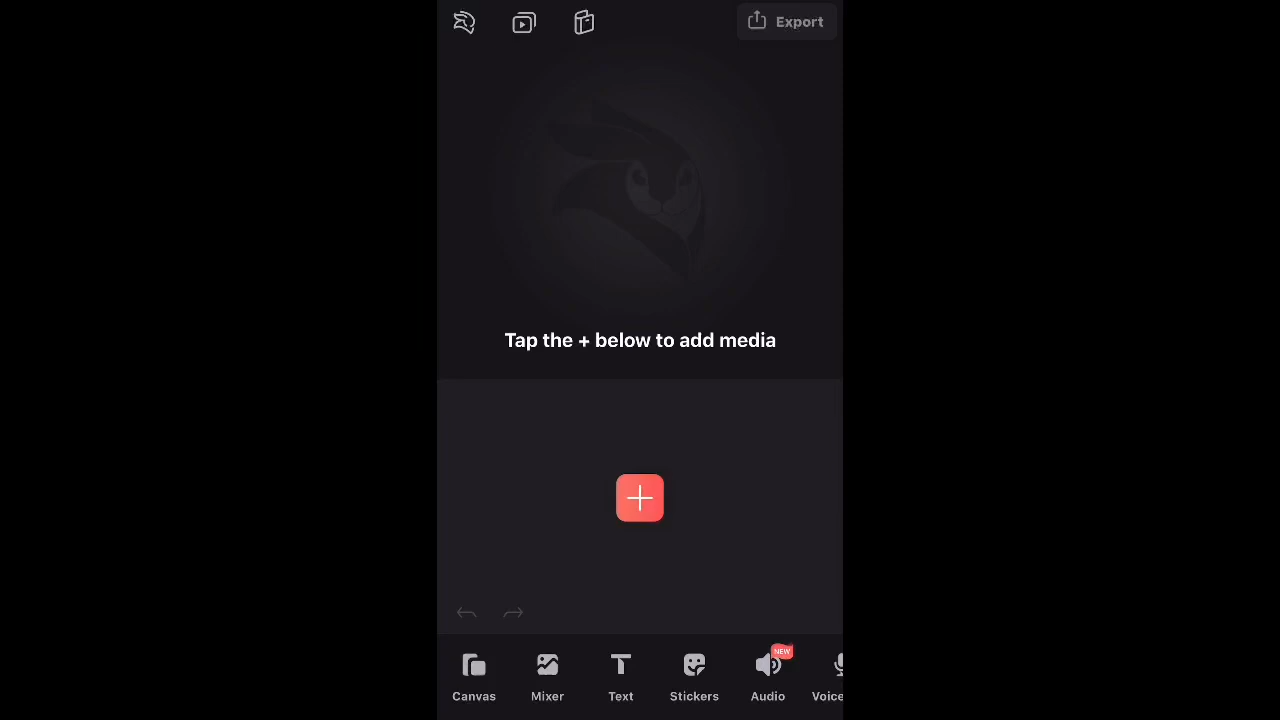 Export
Tap the + below to add media
NEW
Canvas
Mixer
Text
Stickers
Audio
Voice